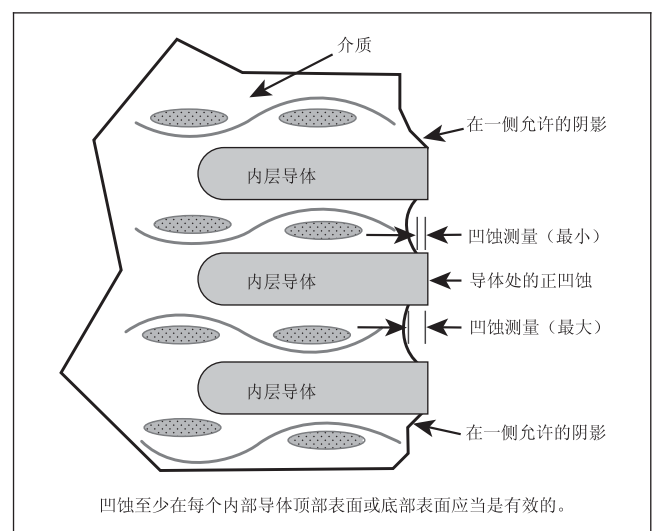 介质
在一侧允许的阴影
内层导体
凹蚀测量（最小）
内层导体
导体处的正凹蚀
凹蚀测量（最大）
内层导体
在一侧允许的阴影
凹蚀至少在每个内部导体顶部表面或底部表面应当是有效的。